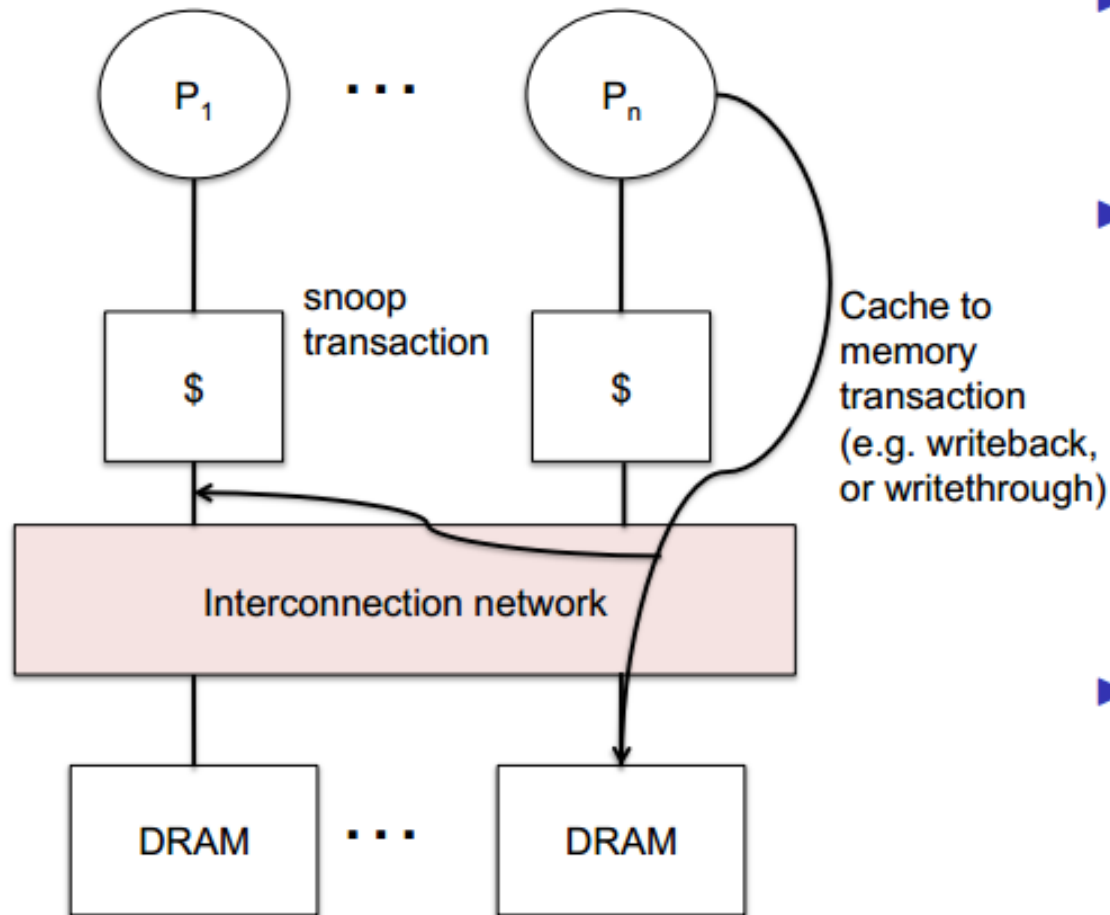 P₁ ... Pₙ
snoop
transaction
$ $
Cache to
memory
transaction
(e.g. writeback,
or writethrough)
Interconnection network
DRAM ... DRAM